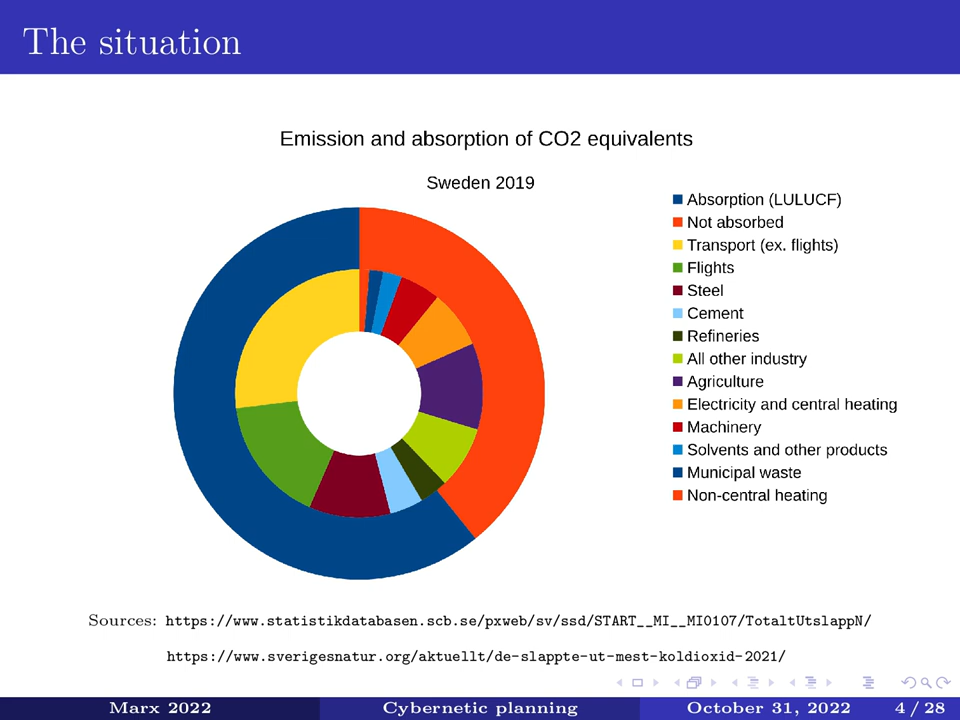 The situation
Emission and absorption of CO2 equivalents
Sweden 2019
Absorption (LULUCF)
Not absorbed
Transport (ex. flights)
Flights
Steel
Cement
Refineries
All other industry
Agriculture
Electricity and central heating
Machinery
Solvents and other products
Municipal waste
Non-central heating
Sources: https://www.statistikdatabasen.scb.se/pxweb/sv/ssd/START__MI__MI0107/TotaltUtslappN/
https://www.sverigesnatur.org/aktuellt/de-slappte-ut-mest-koldioxid-2021/
Marx 2022 Cybernetic planning October 31, 2022 4 / 28